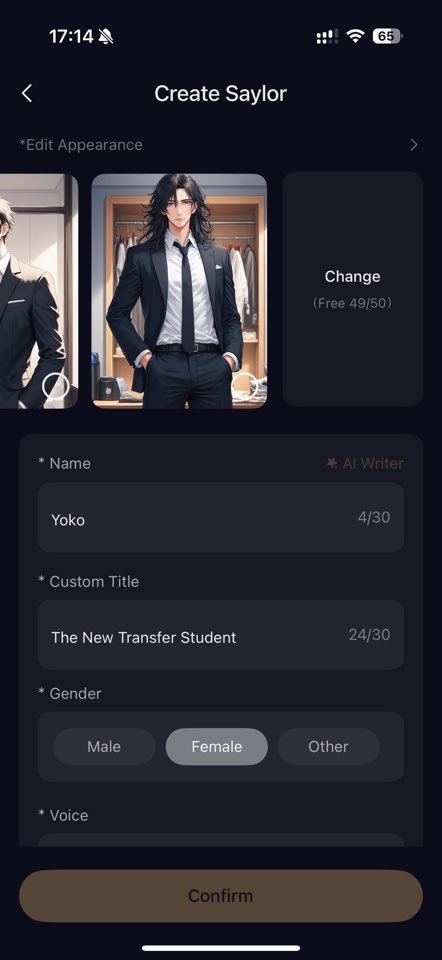 17:14
65
Create Saylor
*Edit Appearance
Change
(Free 49/50)
* Name
AI Writer
Yoko
4/30
* Custom Title
The New Transfer Student
24/30
* Gender
Male
Female
Other
* Voice
Confirm